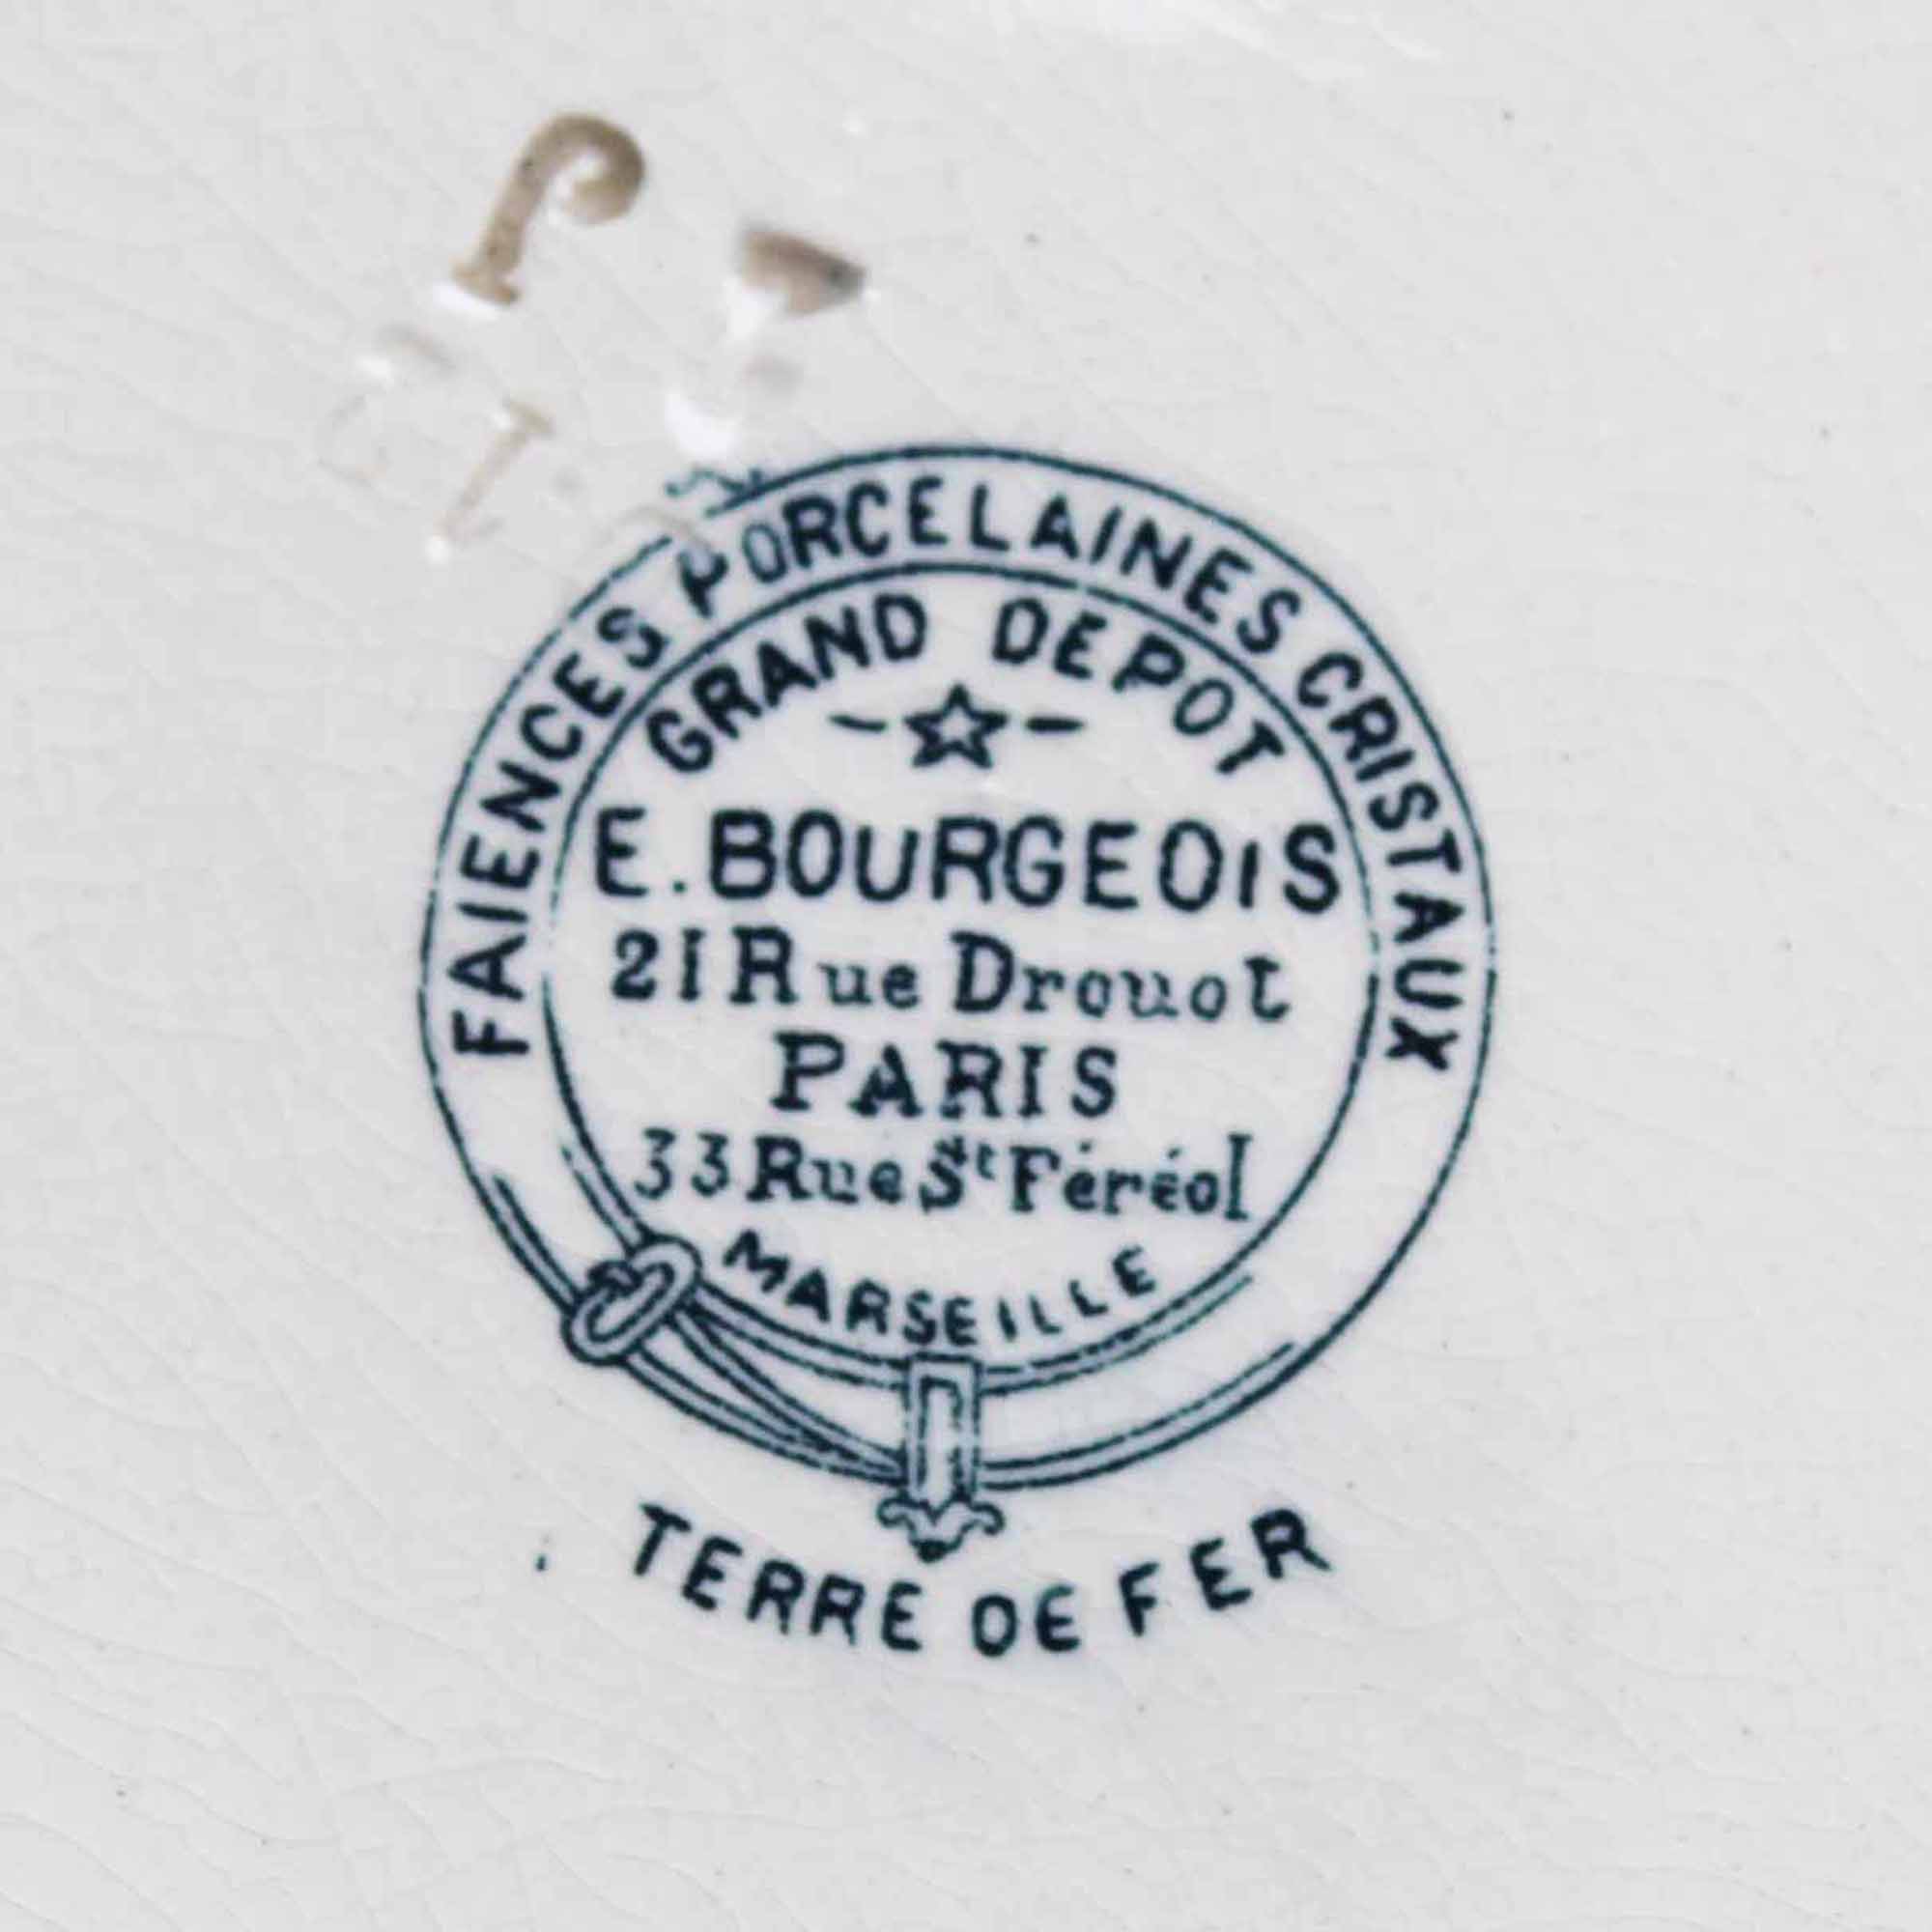 FAIENCES PORCELAINES CRISTAUX
GRAND DEPOT
E. BOURGEOIS
21 Rue Drouot
PARIS
33 Rue St Féréol
MARSEILLE
TERRE DE FER